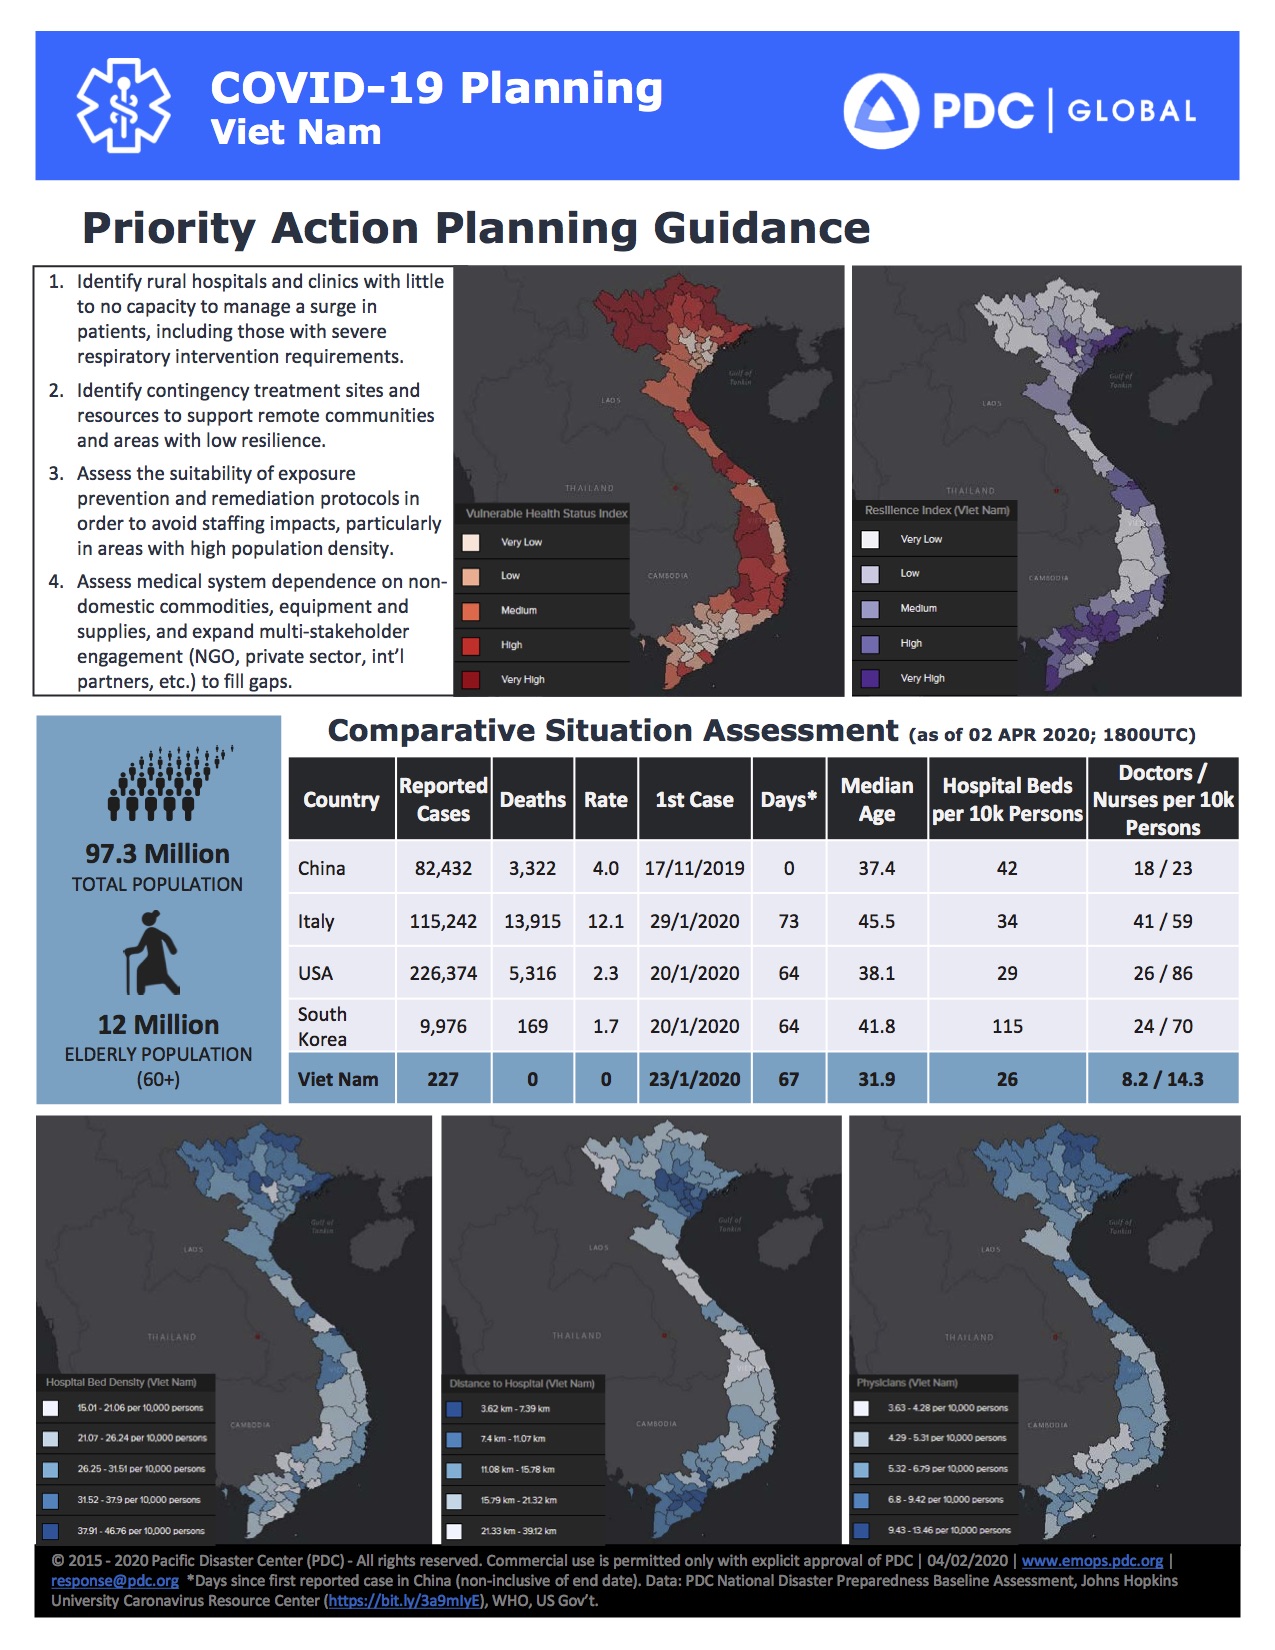 COVID-19 Planning
Viet Nam
PDC | GLOBAL
Priority Action Planning Guidance
1. Identify rural hospitals and clinics with little
to no capacity to manage a surge in
patients, including those with severe
respiratory intervention requirements.
2. Identify contingency treatment sites and
resources to support remote communities
and areas with low resilience.
3. Assess the suitability of exposure
prevention and remediation protocols in
order to avoid staffing impacts, particularly
in areas with high population density.
4. Assess medical system dependence on non-
domestic commodities, equipment and
supplies, and expand multi-stakeholder
engagement (NGO, private sector, int'l
partners, etc.) to fill gaps.
Gulf of
Tonkin
LAOS
THAILAND
CAMBODIA
Vulnerable Health Status Index
Very Low
Low
Medium
High
Very High
Gulf of
Tonkin
LAOS
THAILAND
CAMBODIA
Resilience Index (Viet Nam)
Very Low
Low
Medium
High
Very High
97.3 Million
TOTAL POPULATION
12 Million
ELDERLY POPULATION
(60+)
Comparative Situation Assessment (as of 02 APR 2020; 1800UTC)
Country Reported Cases Deaths Rate 1st Case Days* Median Age Hospital Beds per 10k Persons Doctors / Nurses per 10k Persons
China 82,432 3,322 4.0 17/11/2019 0 37.4 42 18 / 23
Italy 115,242 13,915 12.1 29/1/2020 73 45.5 34 41 / 59
USA 226,374 5,316 2.3 20/1/2020 64 38.1 29 26 / 86
South Korea 9,976 169 1.7 20/1/2020 64 41.8 115 24 / 70
Viet Nam 227 0 0 23/1/2020 67 31.9 26 8.2 / 14.3
Gulf of
Tonkin
LAOS
THAILAND
CAMBODIA
Hospital Bed Density (Viet Nam)
15.01 - 21.06 per 10,000 persons
21.07 - 26.24 per 10,000 persons
26.25 - 31.51 per 10,000 persons
31.52 - 37.9 per 10,000 persons
37.91 - 46.76 per 10,000 persons
Gulf of
Tonkin
LAOS
THAILAND
CAMBODIA
Distance to Hospital (Viet Nam)
3.62 km - 7.39 km
7.4 km - 11.07 km
11.08 km - 15.78 km
15.79 km - 21.32 km
21.33 km - 39.12 km
Gulf of
Tonkin
LAOS
THAILAND
CAMBODIA
Physicians (Viet Nam)
3.63 - 4.28 per 10,000 persons
4.29 - 5.31 per 10,000 persons
5.32 - 6.79 per 10,000 persons
6.8 - 9.42 per 10,000 persons
9.43 - 13.46 per 10,000 persons
© 2015 - 2020 Pacific Disaster Center (PDC) - All rights reserved. Commercial use is permitted only with explicit approval of PDC | 04/02/2020 | www.emops.pdc.org |
response@pdc.org *Days since first reported case in China (non-inclusive of end date). Data: PDC National Disaster Preparedness Baseline Assessment, Johns Hopkins
University Caronavirus Resource Center (https://bit.ly/3a9mIyE), WHO, US Gov't.